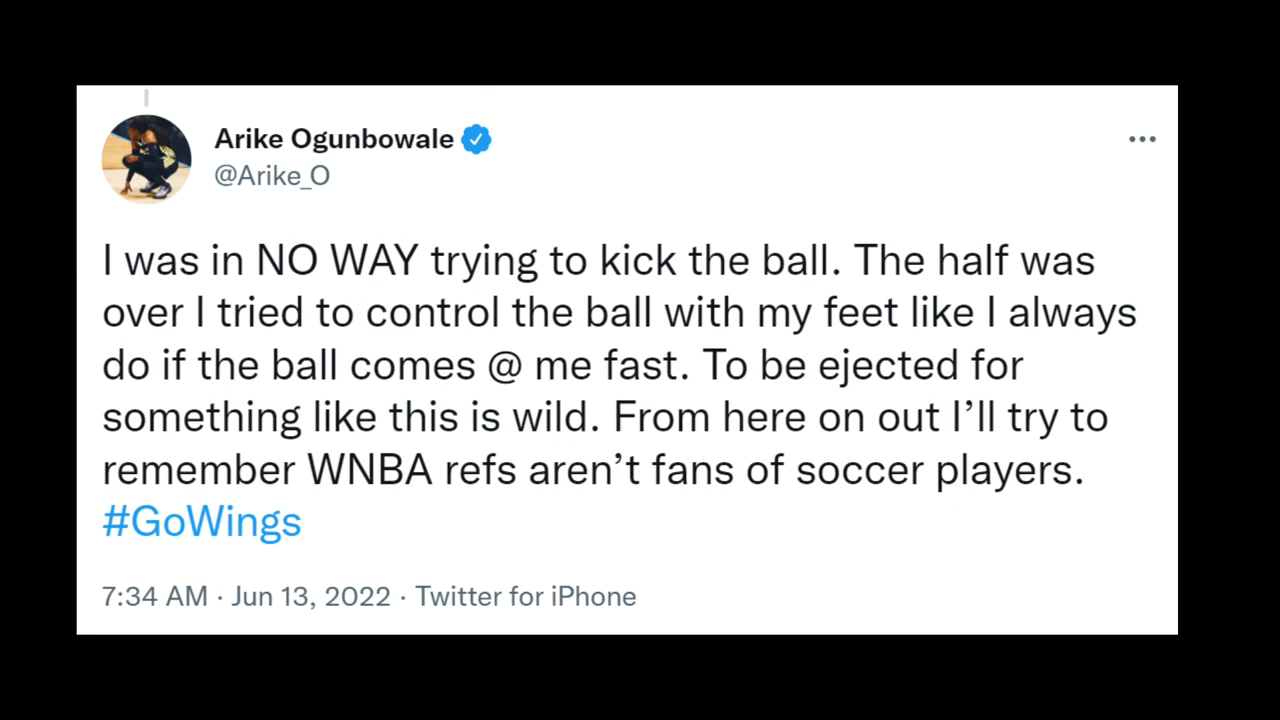 Arike Ogunbowale
@Arike_O
I was in NO WAY trying to kick the ball. The half was
over I tried to control the ball with my feet like I always
do if the ball comes @ me fast. To be ejected for
something like this is wild. From here on out I’ll try to
remember WNBA refs aren’t fans of soccer players.
#GoWings
7:34 AM · Jun 13, 2022 · Twitter for iPhone